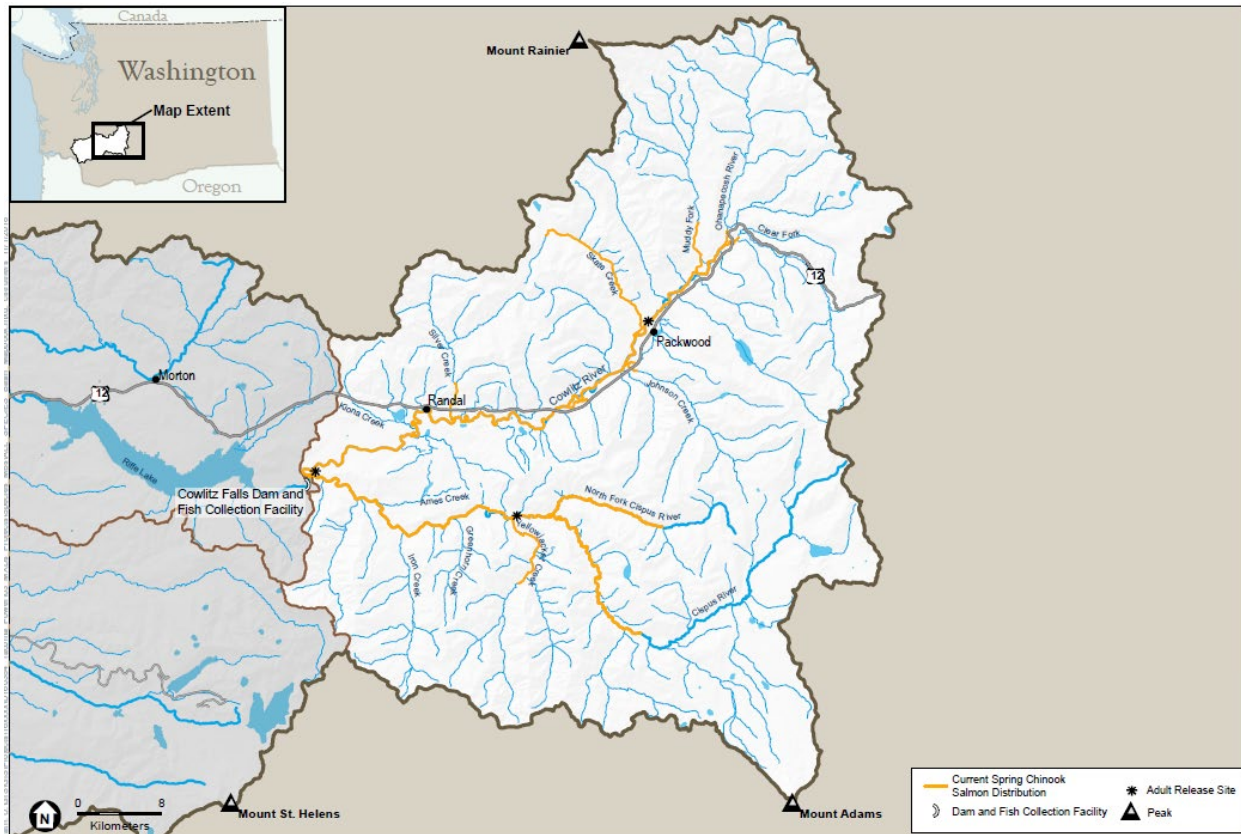 Canada
Washington
Map Extent
Oregon
Mount Rainier
Ohanapecosh River
Muddy Fork
Clear Fork
12
Skate Creek
Packwood
Silver Creek
Cowlitz River
Johnson Creek
Morton
12
Randal
Kiona Creek
Riffe Lake
Cowlitz Falls Dam and
Fish Collection Facility
Ames Creek
North Fork Cispus River
Yellowjacket Creek
Greenhorn Creek
Iron Creek
Cispus River
N
0 8
Kilometers
Mount St. Helens
Mount Adams
Current Spring Chinook
Salmon Distribution
Dam and Fish Collection Facility
Adult Release Site
Peak